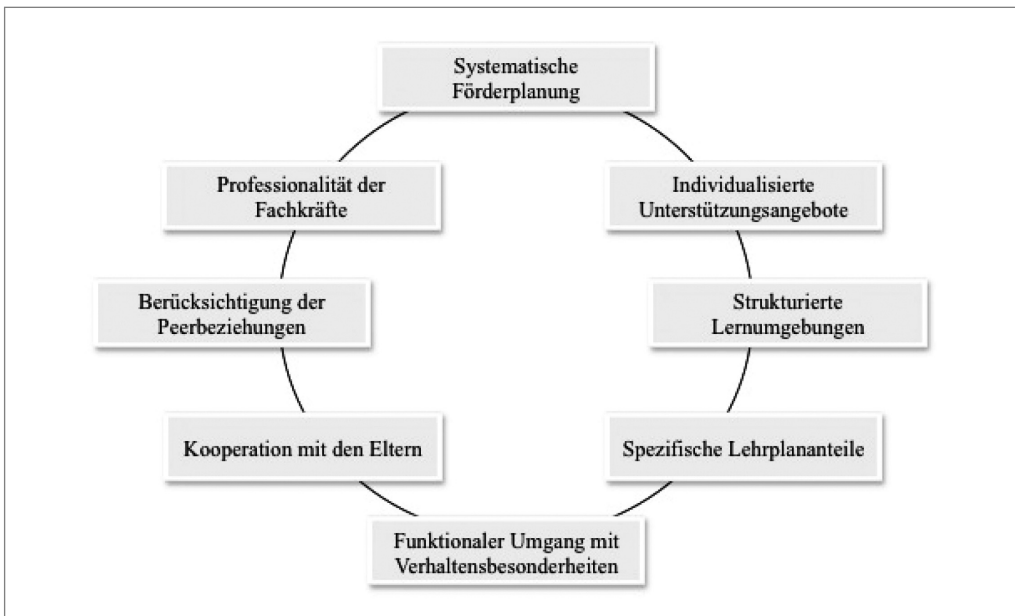 Systematische
Förderplanung
Professionalität der
Fachkräfte
Individualisierte
Unterstützungsangebote
Berücksichtigung der
Peerbeziehungen
Strukturierte
Lernumgebungen
Kooperation mit den Eltern
Spezifische Lehrplananteile
Funktionaler Umgang mit
Verhaltensbesonderheiten